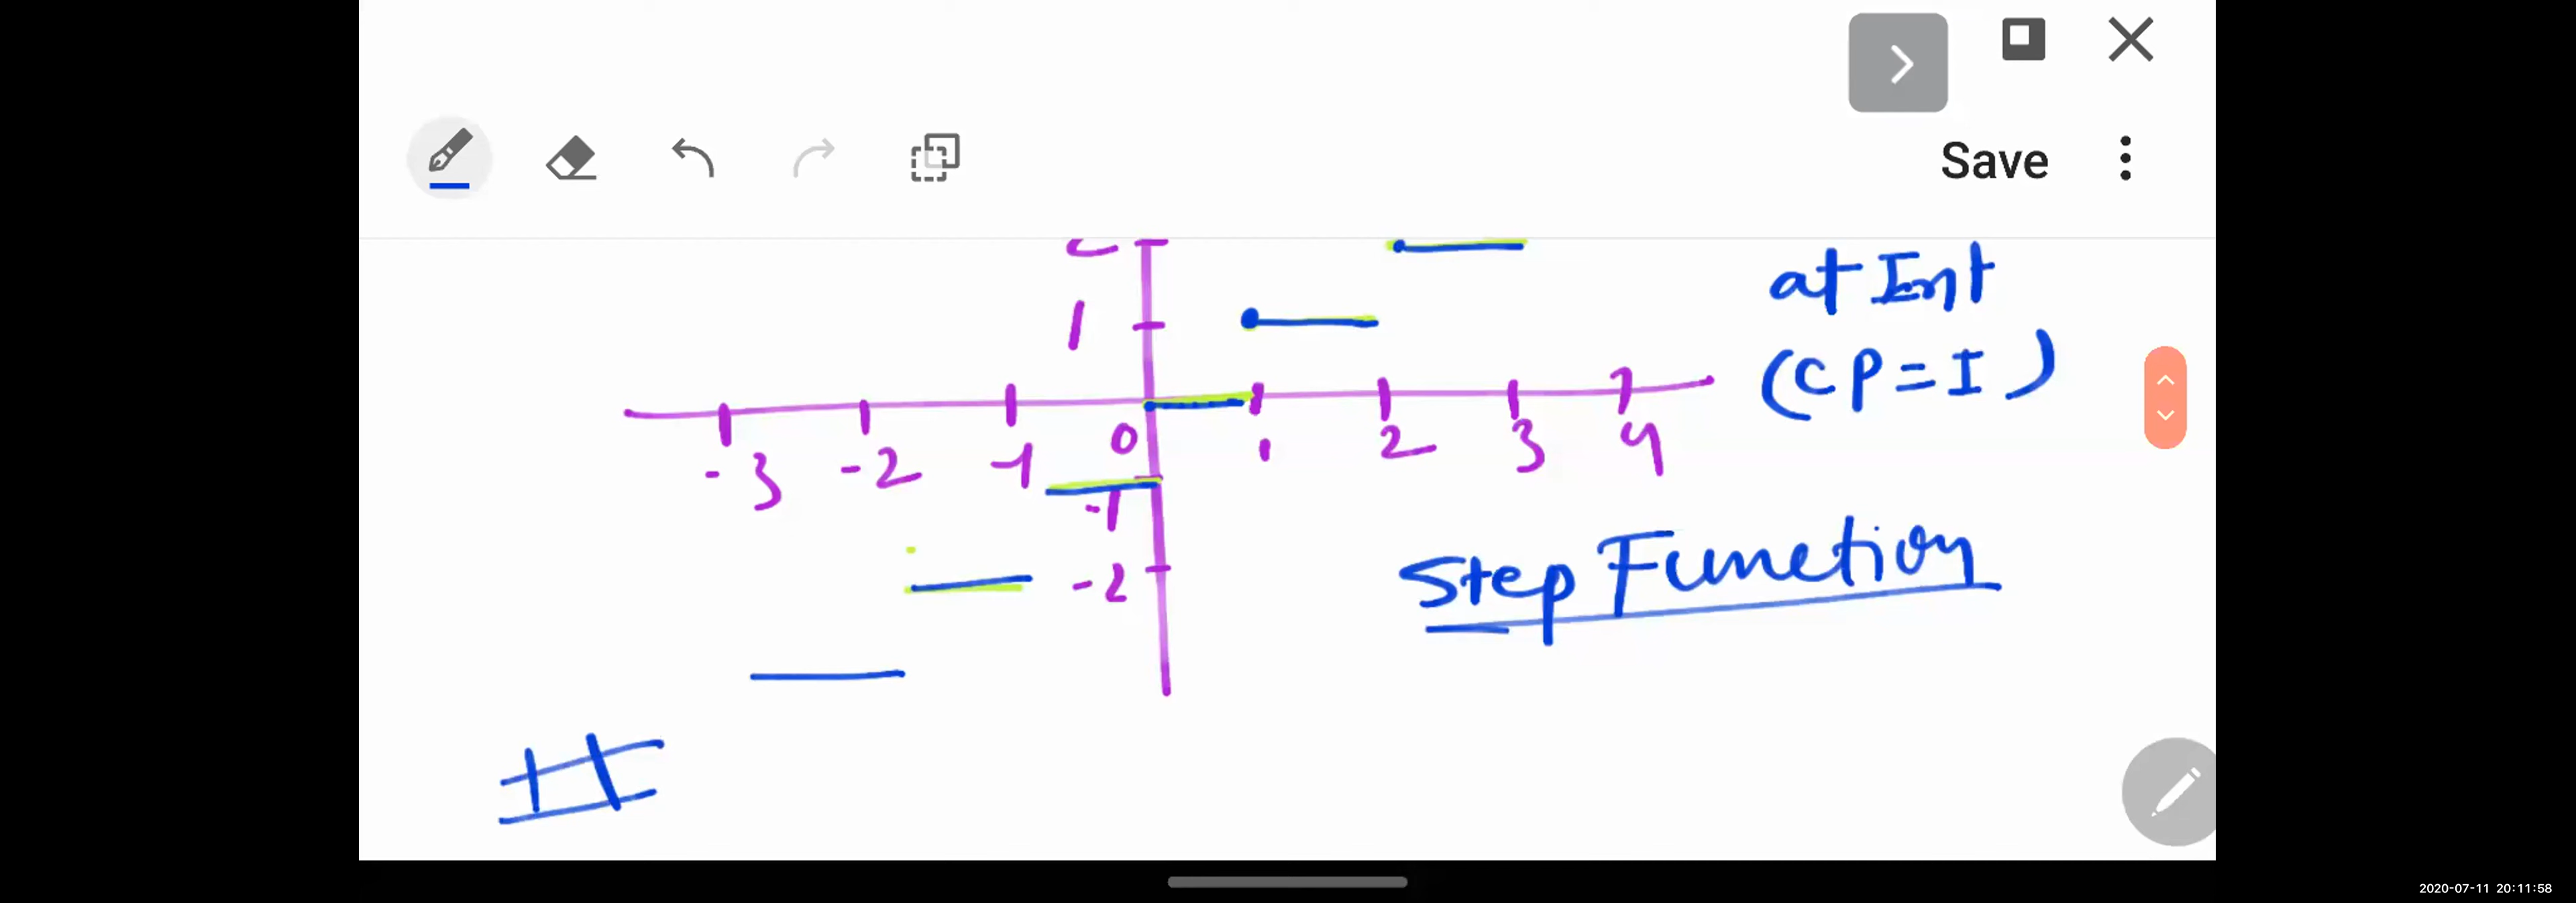 Save
at Int
1
(CP=I)
-3 -2 -1 0 1 2 3 4
-1
-2
Step Function
#
2020-07-11 20:11:58